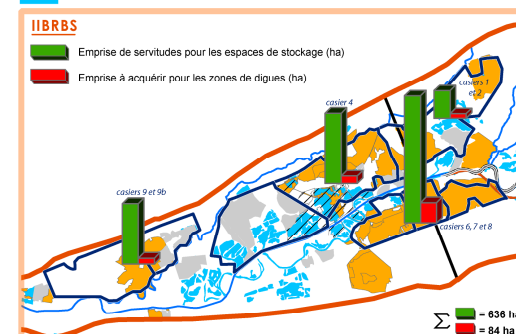 IIBRBS
Emprise de servitudes pour les espaces de stockage (ha)
Emprise à acquérir pour les zones de digues (ha)
casiers 1
et 2
casier 4
casiers 9 et 9b
casiers 6, 7 et 8
Σ = 636 ha
= 84 ha